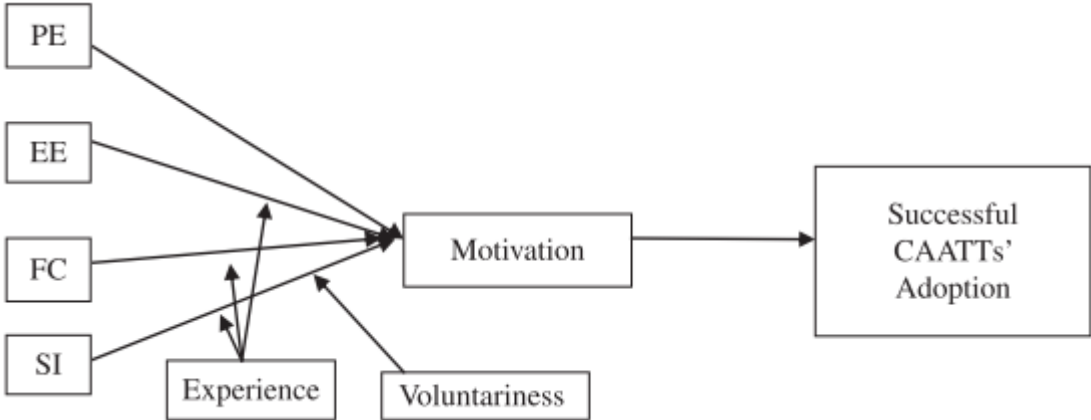 PE
EE
FC
SI
Experience
Voluntariness
Motivation
Successful
CAATTs'
Adoption